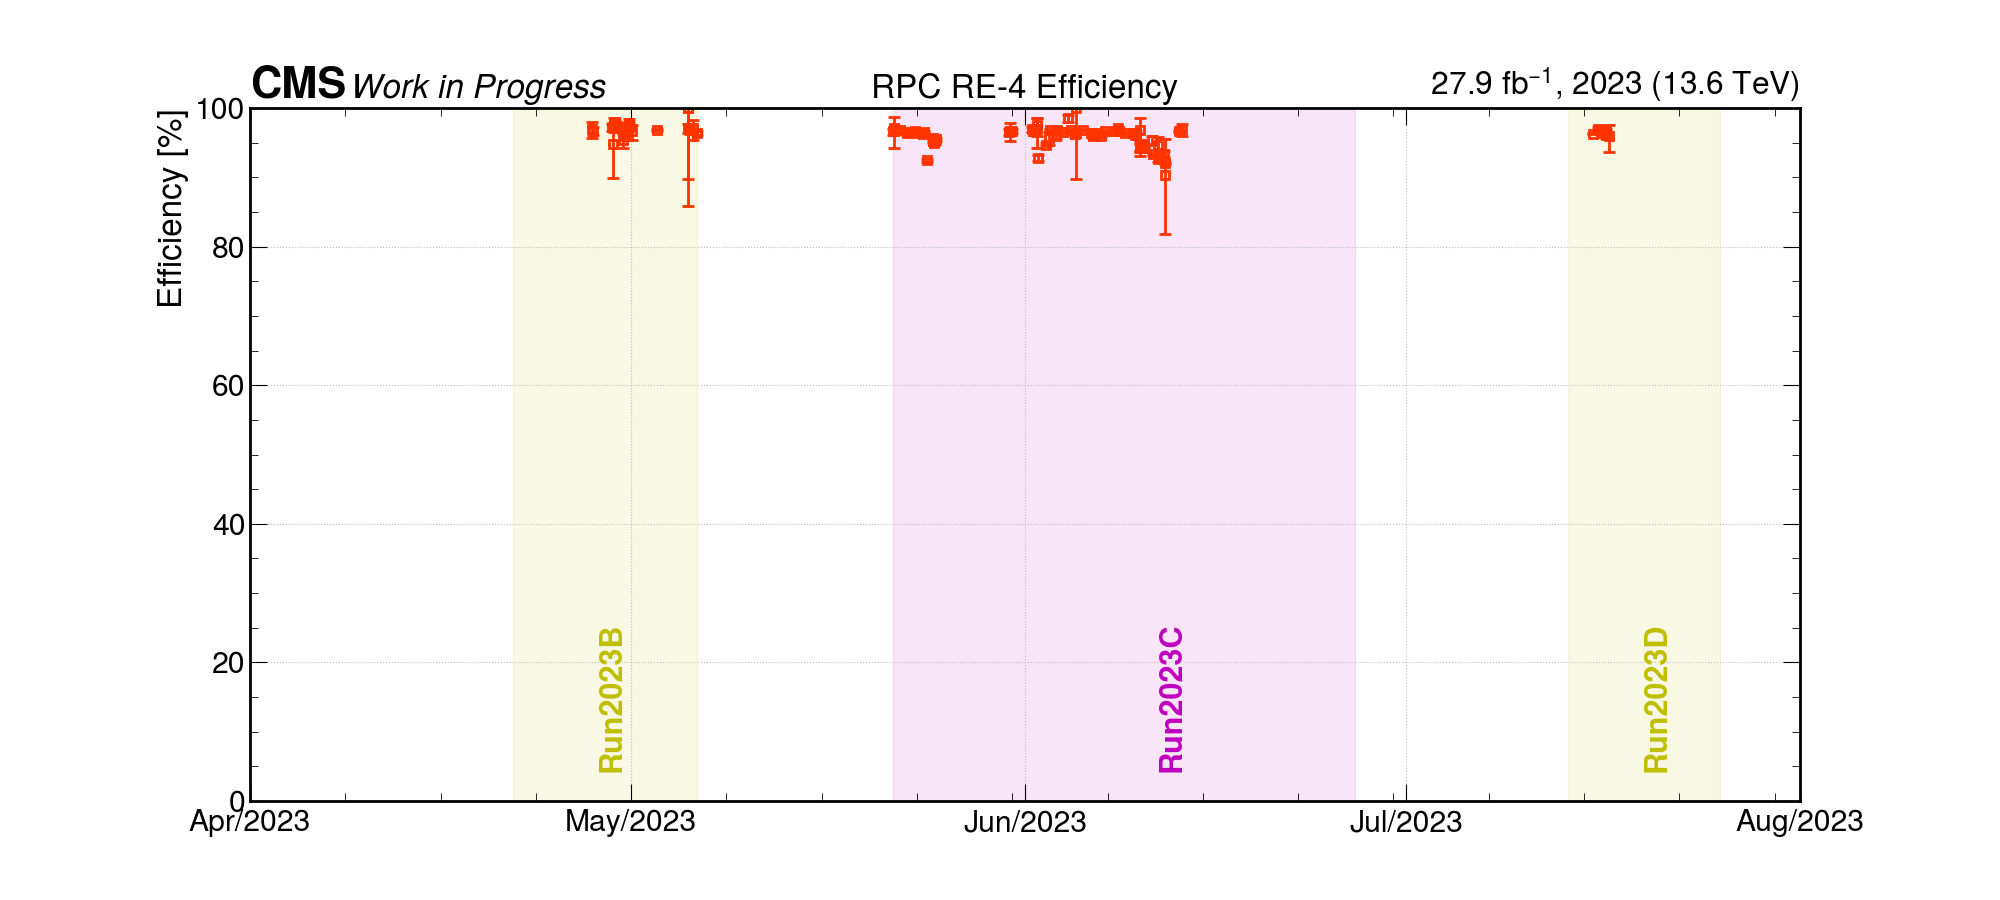 CMS Work in Progress
RPC RE-4 Efficiency
27.9 fb⁻¹, 2023 (13.6 TeV)
Efficiency [%]
100
80
60
40
20
0
Run2023B
Run2023C
Run2023D
Apr/2023
May/2023
Jun/2023
Jul/2023
Aug/2023